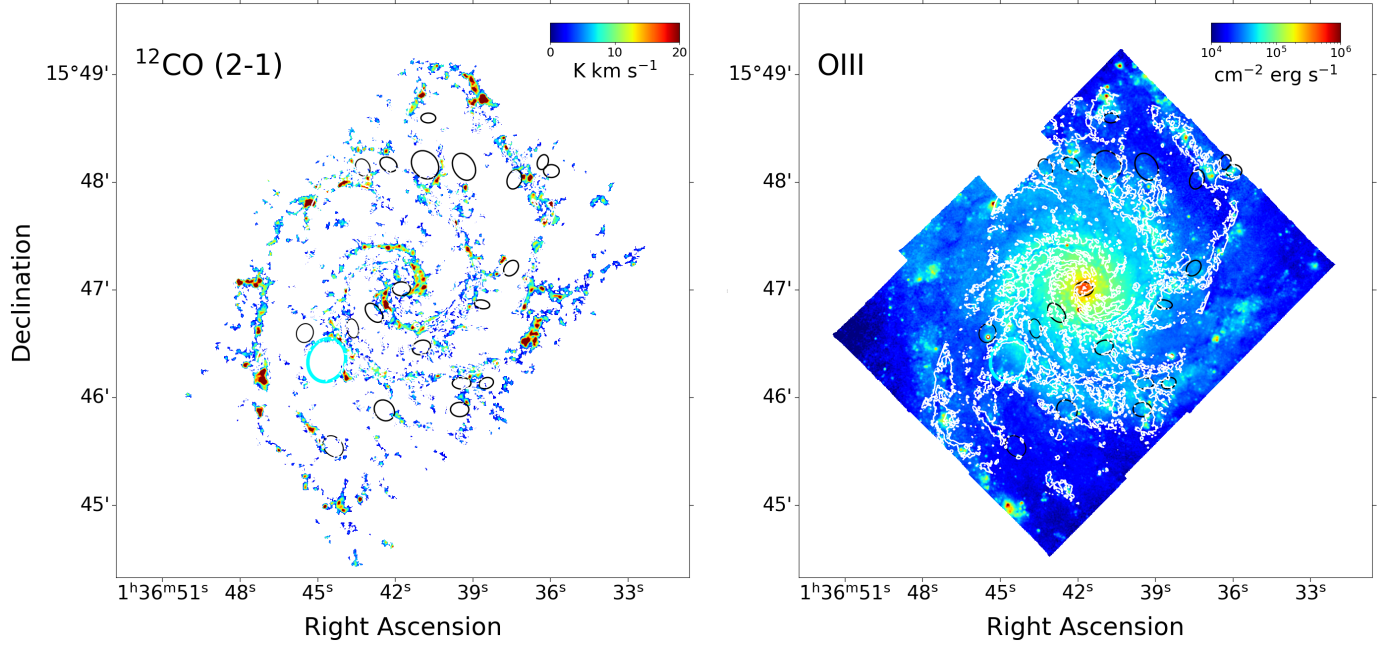 ¹²CO (2-1)
0 10 20
K km s⁻¹
15°49'
48'
47'
46'
45'
Declination
1ʰ36ᵐ51ˢ 48ˢ 45ˢ 42ˢ 39ˢ 36ˢ 33ˢ
Right Ascension
OIII
10⁴ 10⁵ 10⁶
cm⁻² erg s⁻¹
15°49'
48'
47'
46'
45'
1ʰ36ᵐ51ˢ 48ˢ 45ˢ 42ˢ 39ˢ 36ˢ 33ˢ
Right Ascension